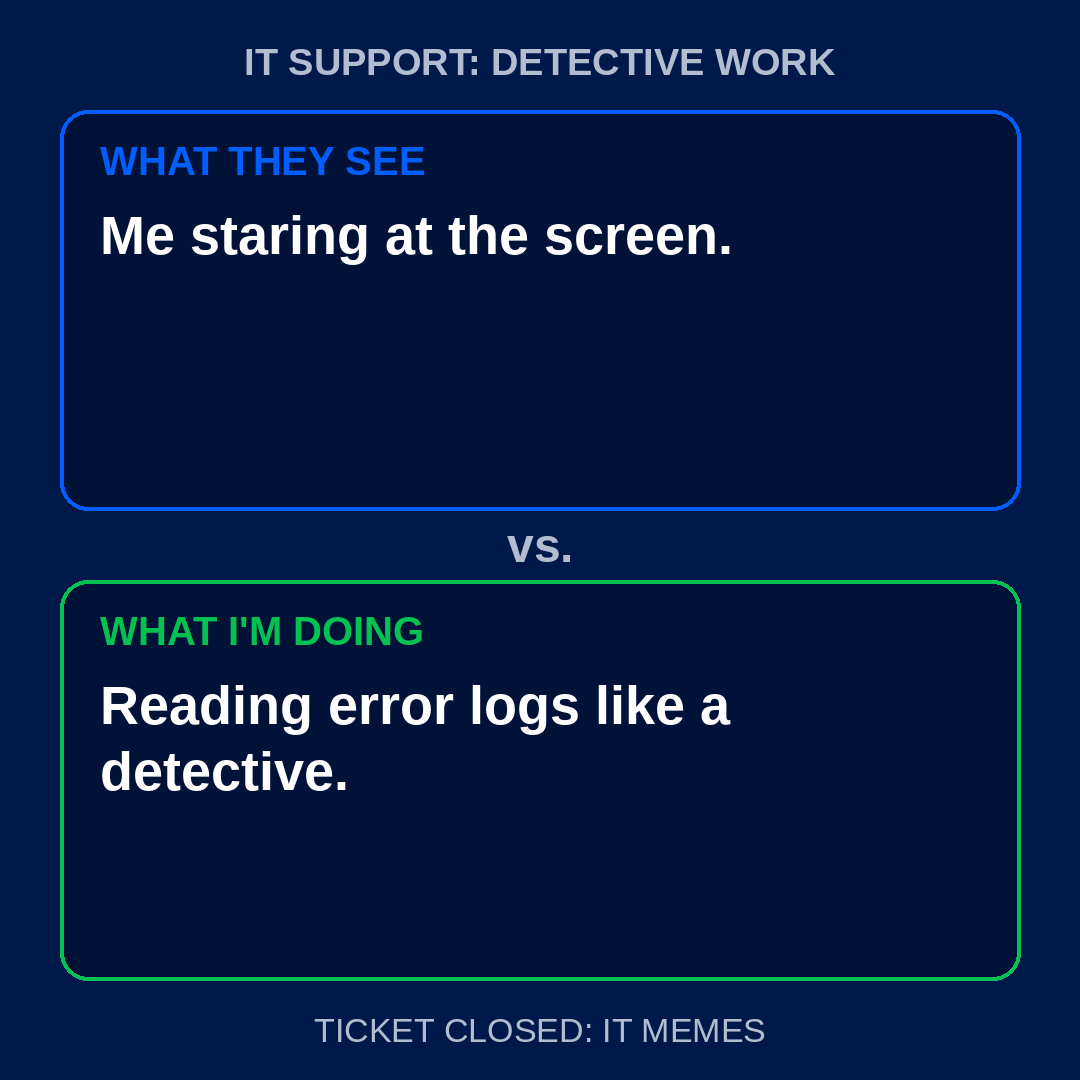 IT SUPPORT: DETECTIVE WORK
WHAT THEY SEE
Me staring at the screen.
vs.
WHAT I'M DOING
Reading error logs like a
detective.
TICKET CLOSED: IT MEMES